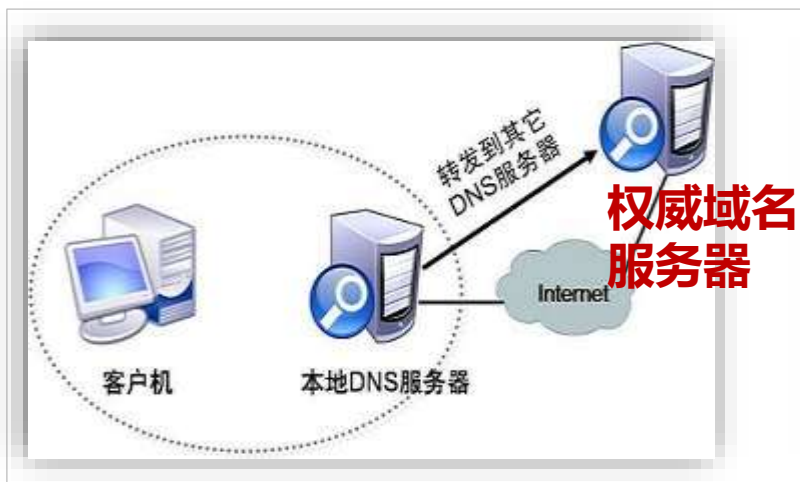 转发到其它
DNS服务器
权威域名
服务器
Internet
客户机
本地DNS服务器